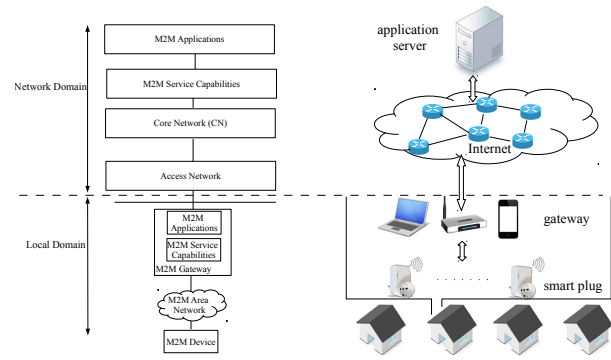 M2M Applications
M2M Service Capabilities
Network Domain
Core Network (CN)
Access Network
Local Domain
M2M
Applications
M2M Service
Capabilities
M2M Gateway
M2M Area
Network
M2M Device
application
server
Internet
gateway
smart plug